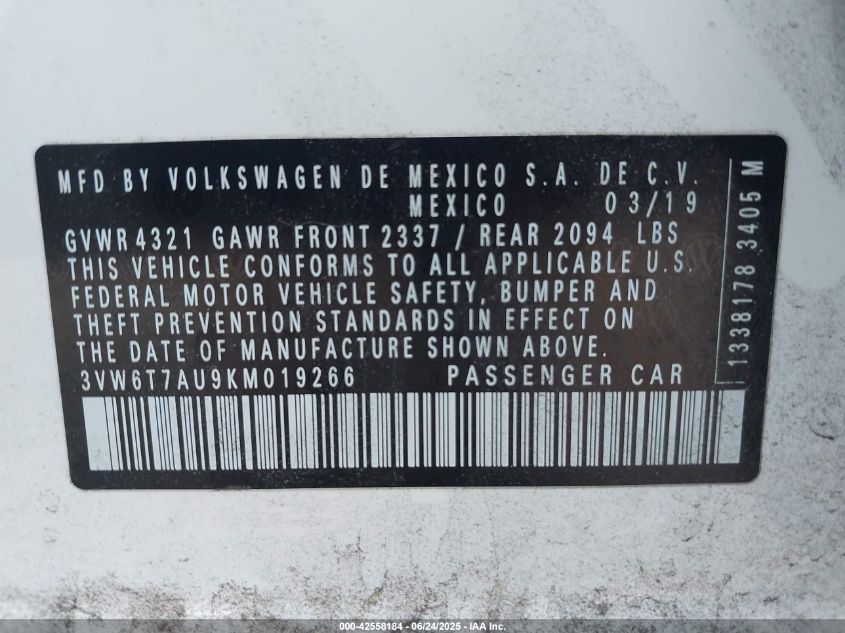 MFD BY VOLKSWAGEN DE MEXICO S.A. DE C.V.
MEXICO 03/19
GVWR 4321 GAWR FRONT 2337 / REAR 2094 LBS
THIS VEHICLE CONFORMS TO ALL APPLICABLE U.S.
FEDERAL MOTOR VEHICLE SAFETY, BUMPER AND
THEFT PREVENTION STANDARDS IN EFFECT ON
THE DATE OF MANUFACTURE SHOWN ABOVE.
3VW6T7AU9KM019266 PASSENGER CAR
1338178 3405 M
000-42558184 - 06/24/2025 - IAA Inc.